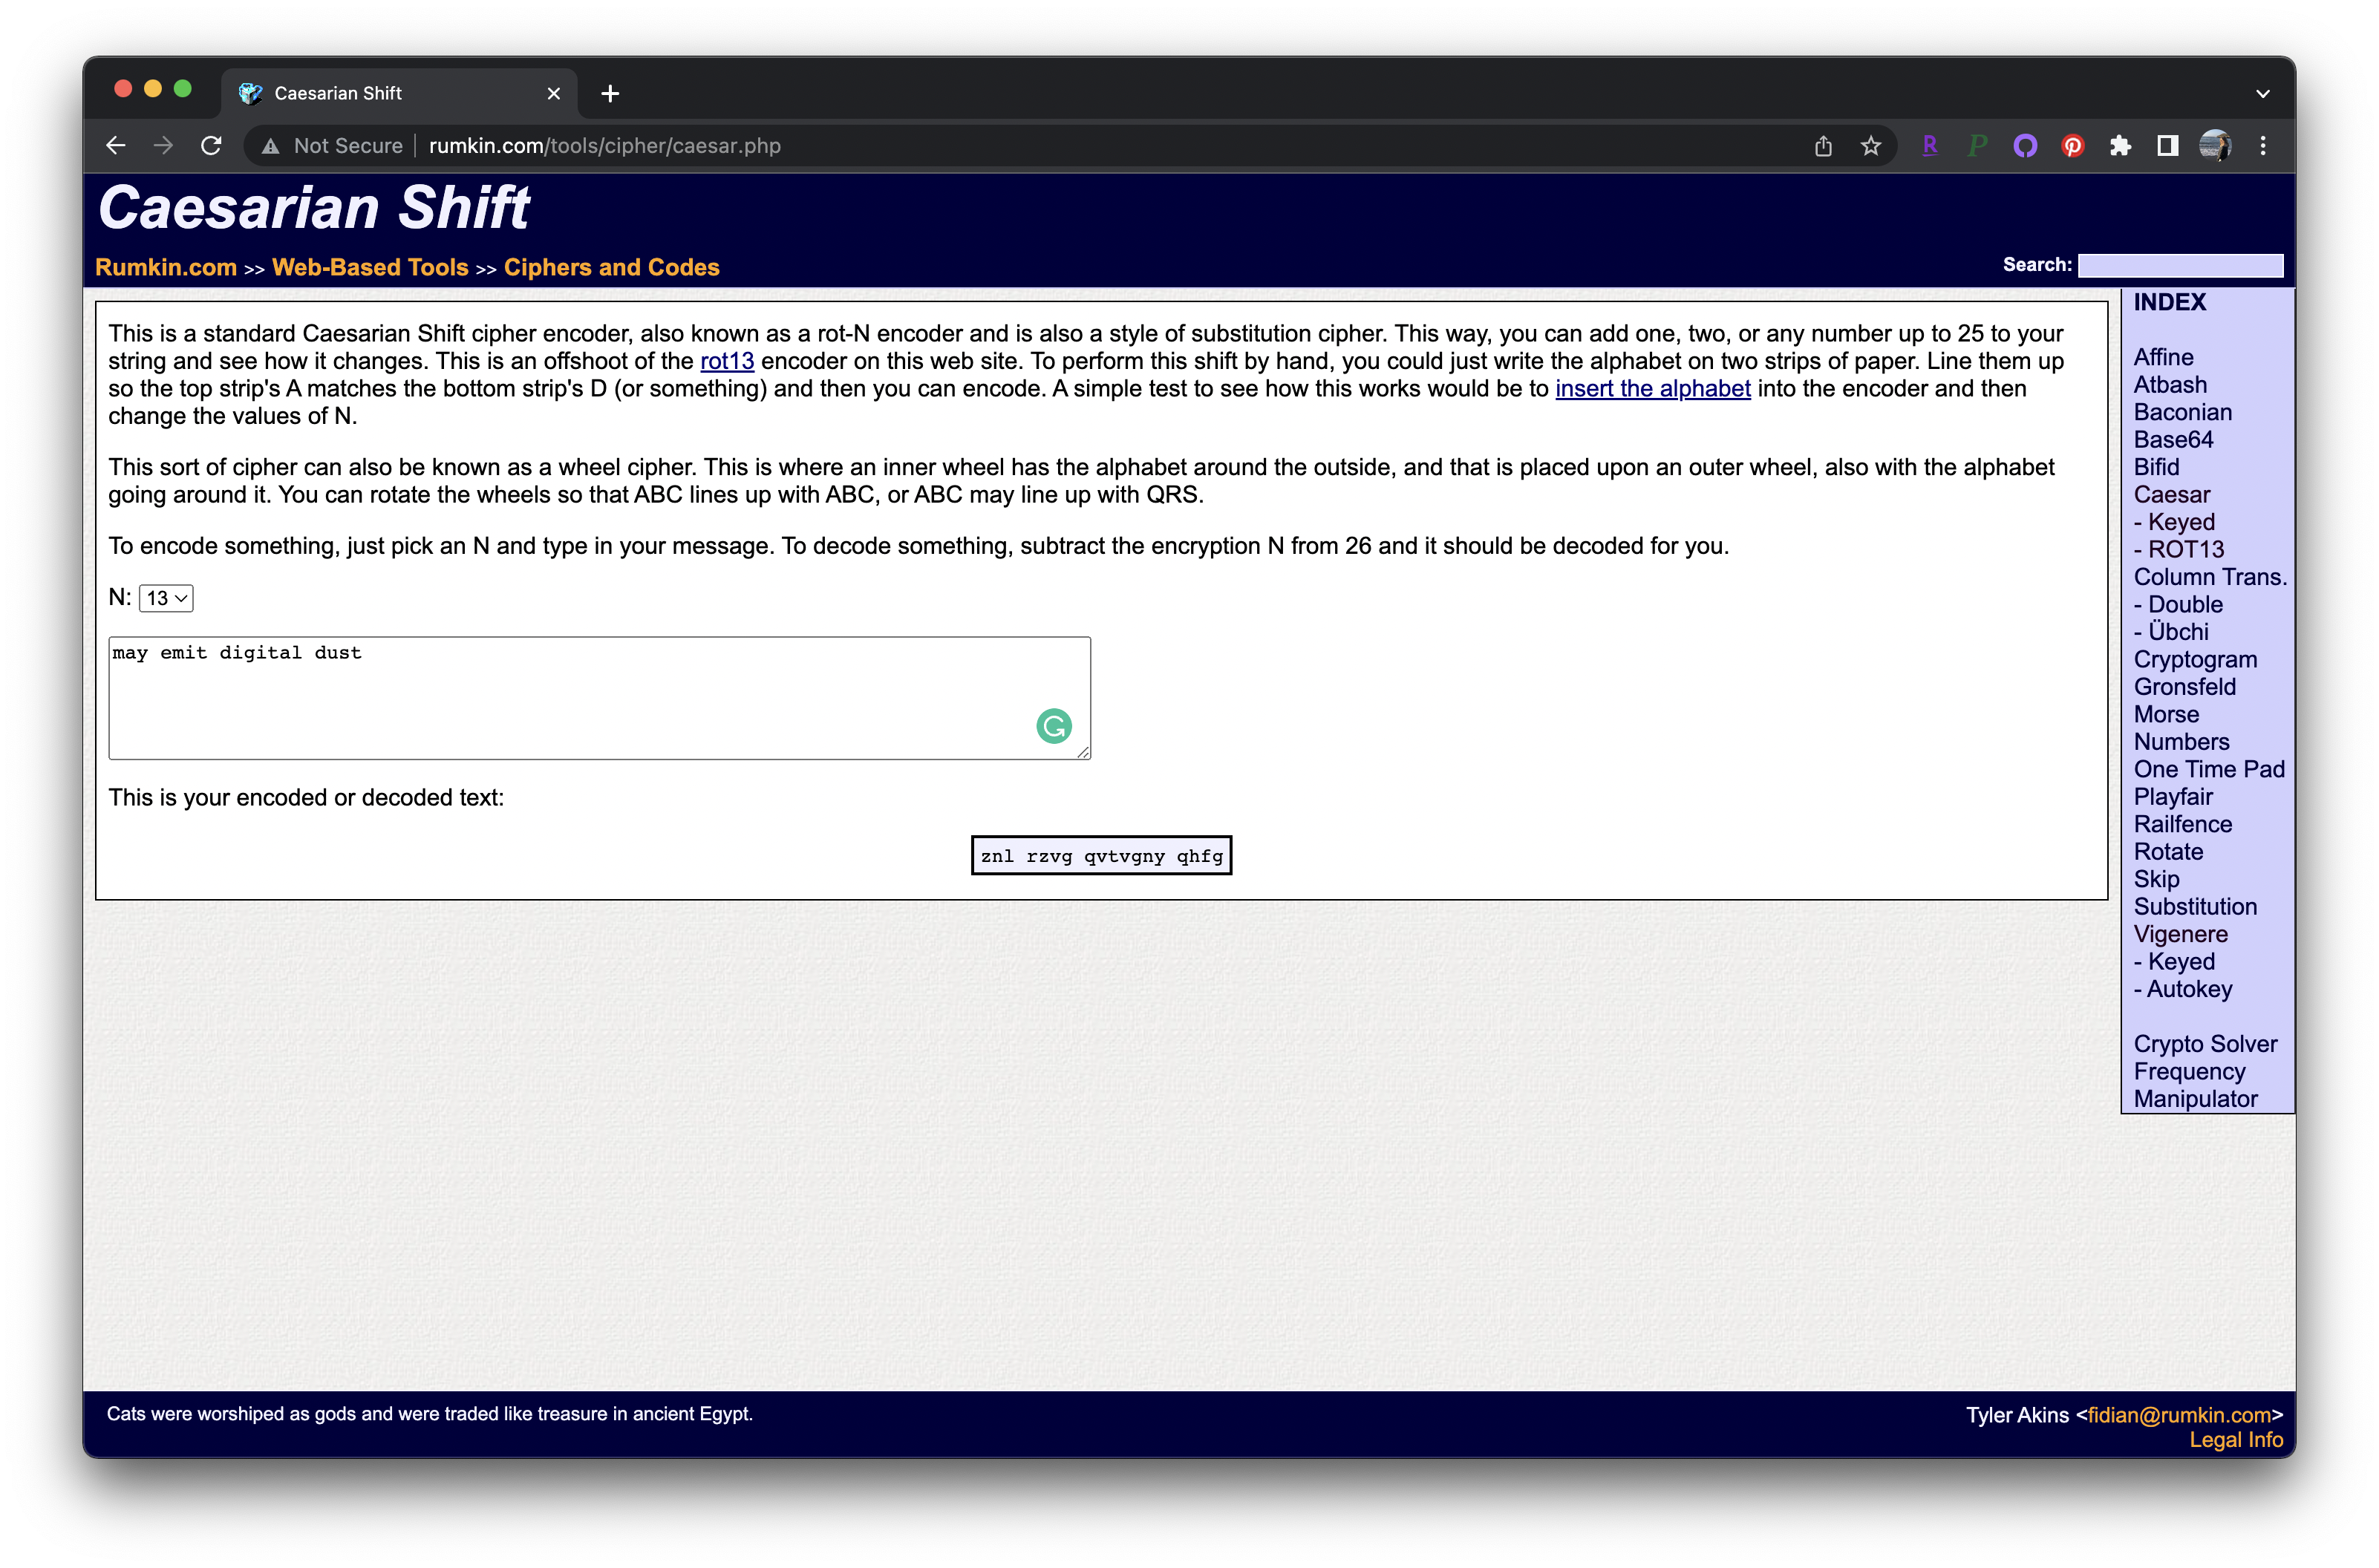 Caesarian Shift
Not Secure | rumkin.com/tools/cipher/caesar.php
Caesarian Shift
Rumkin.com >> Web-Based Tools >> Ciphers and Codes
Search:
This is a standard Caesarian Shift cipher encoder, also known as a rot-N encoder and is also a style of substitution cipher. This way, you can add one, two, or any number up to 25 to your
string and see how it changes. This is an offshoot of the rot13 encoder on this web site. To perform this shift by hand, you could just write the alphabet on two strips of paper. Line them up
so the top strip's A matches the bottom strip's D (or something) and then you can encode. A simple test to see how this works would be to insert the alphabet into the encoder and then
change the values of N.
This sort of cipher can also be known as a wheel cipher. This is where an inner wheel has the alphabet around the outside, and that is placed upon an outer wheel, also with the alphabet
going around it. You can rotate the wheels so that ABC lines up with ABC, or ABC may line up with QRS.
To encode something, just pick an N and type in your message. To decode something, subtract the encryption N from 26 and it should be decoded for you.
N: 13
may emit digital dust
This is your encoded or decoded text:
znl rzvg qvtvgny qhfg
INDEX
Affine
Atbash
Baconian
Base64
Bifid
Caesar
- Keyed
- ROT13
Column Trans.
- Double
- Übchi
Cryptogram
Gronsfeld
Morse
Numbers
One Time Pad
Playfair
Railfence
Rotate
Skip
Substitution
Vigenere
- Keyed
- Autokey
Crypto Solver
Frequency
Manipulator
Cats were worshiped as gods and were traded like treasure in ancient Egypt.
Tyler Akins <fidian@rumkin.com>
Legal Info